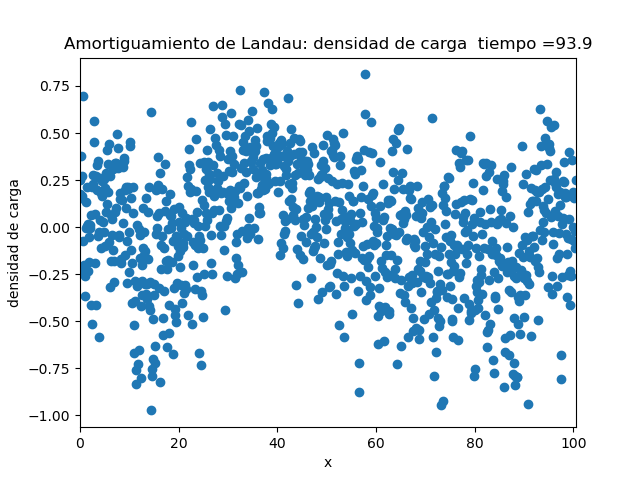 Amortiguamiento de Landau: densidad de carga  tiempo =93.9
densidad de carga
0.75
0.50
0.25
0.00
−0.25
−0.50
−0.75
−1.00
0 20 40 60 80 100
x